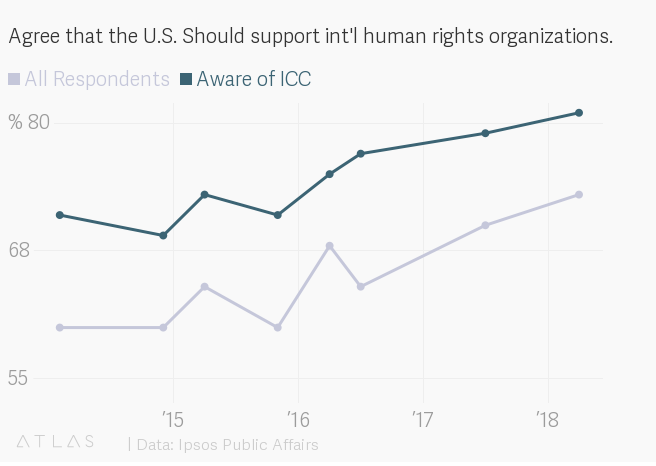 Agree that the U.S. Should support int'l human rights organizations.
All Respondents Aware of ICC
% 80
68
55
'15 '16 '17 '18
ATLAS | Data: Ipsos Public Affairs